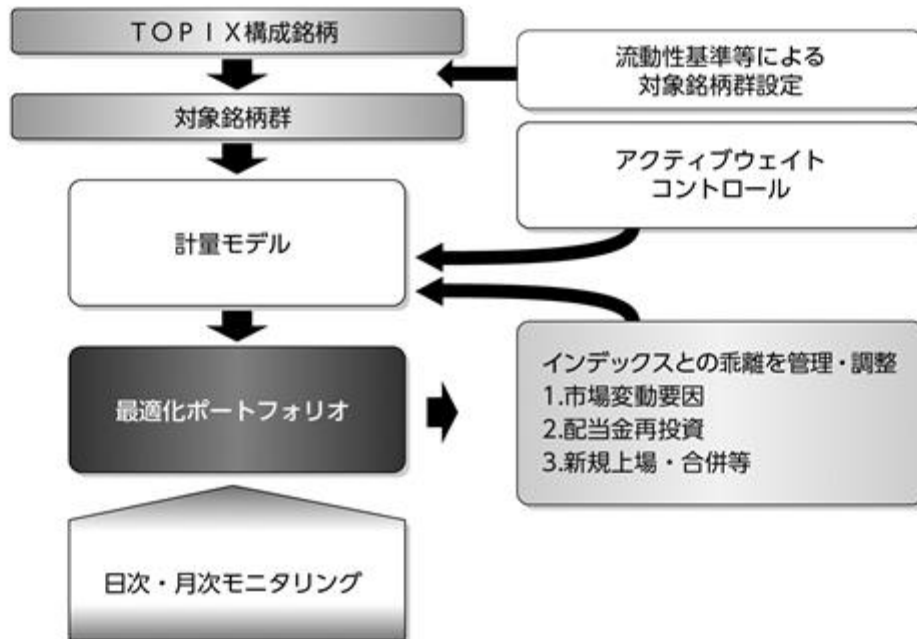 ＴＯＰＩＸ構成銘柄
流動性基準等による
対象銘柄群設定
対象銘柄群
アクティブウェイト
コントロール
計量モデル
最適化ポートフォリオ
インデックスとの乖離を管理・調整
1.市場変動要因
2.配当金再投資
3.新規上場・合併等
日次・月次モニタリング